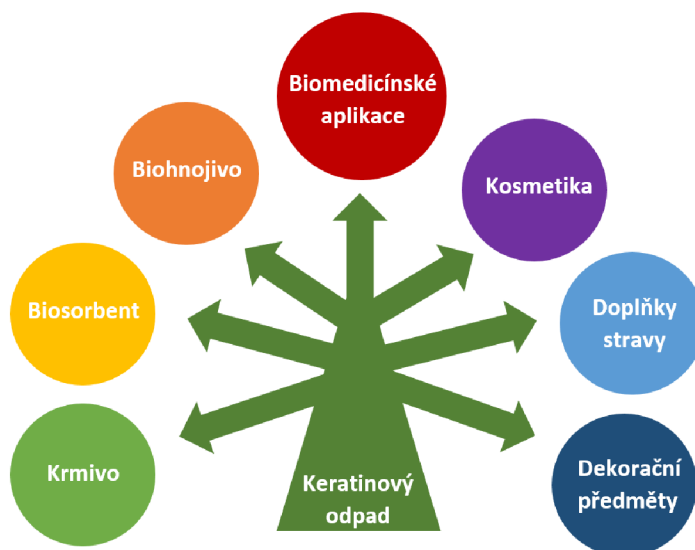 Biomedicínské
aplikace
Biohnojivo
Kosmetika
Biosorbent
Doplňky
stravy
Krmivo
Keratinový
odpad
Dekorační
předměty